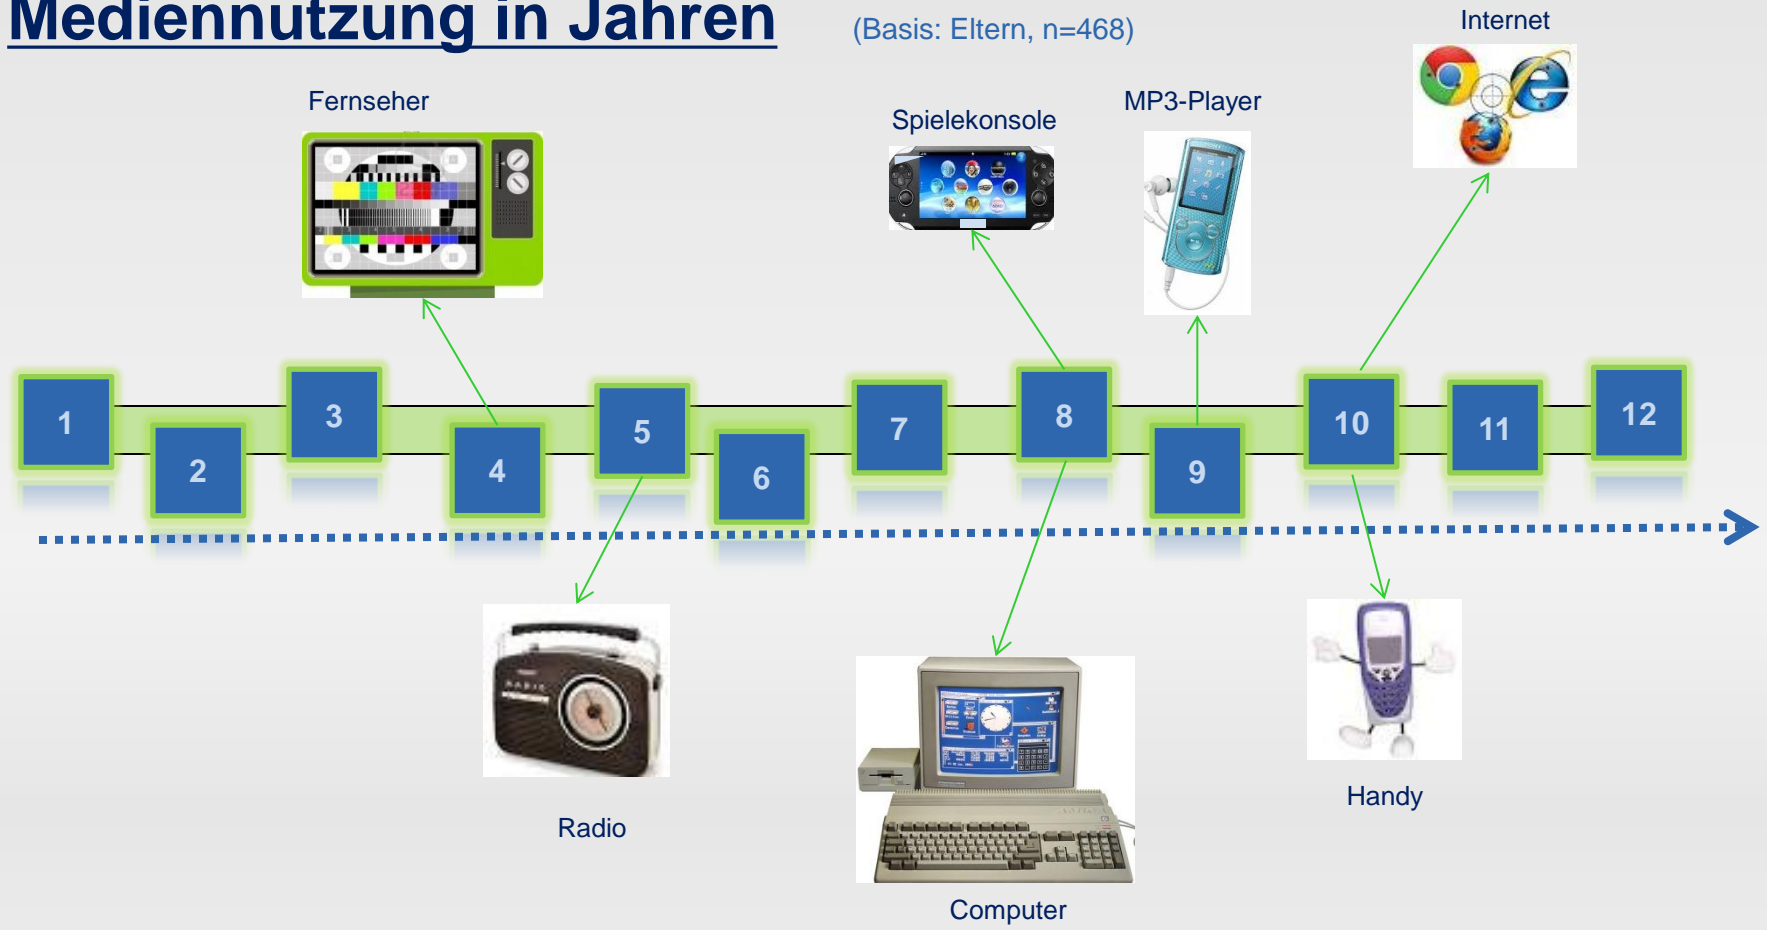 Mediennutzung in Jahren
(Basis: Eltern, n=468)
Internet
Fernseher
Spielekonsole
MP3-Player
1
2
3
4
5
6
7
8
9
10
11
12
Radio
Computer
Handy